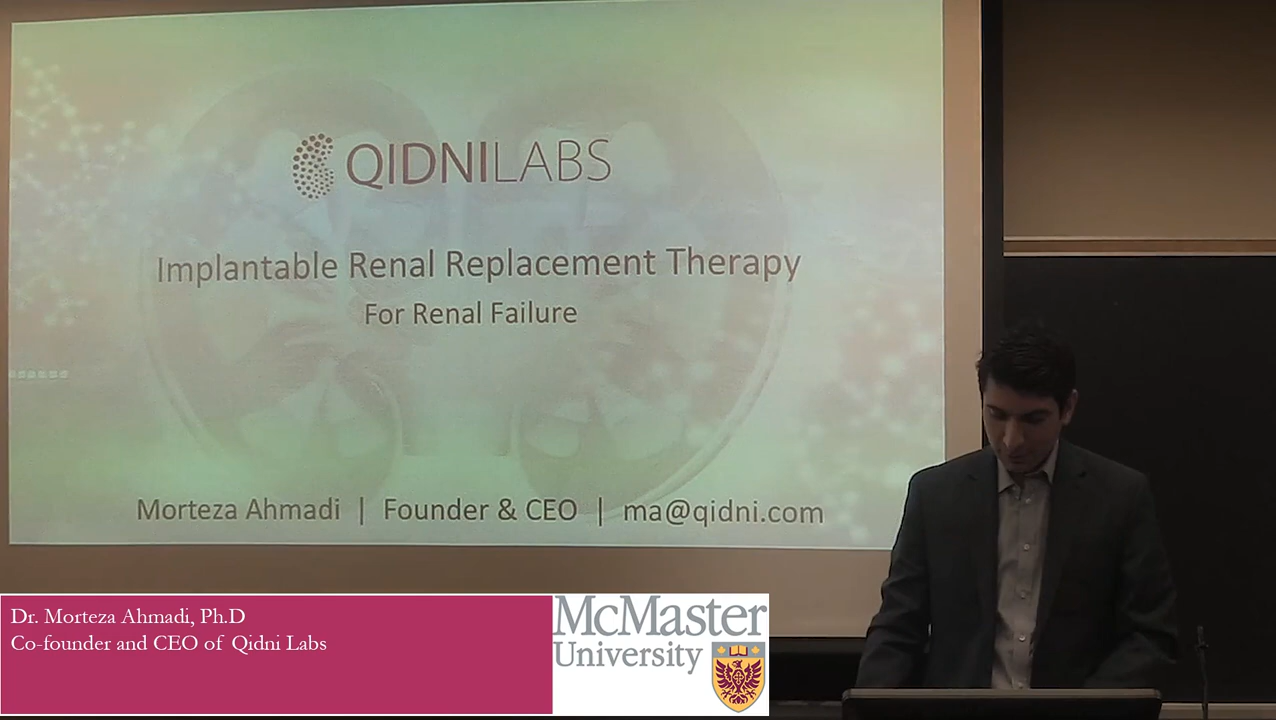 QIDNILABS
Implantable Renal Replacement Therapy
For Renal Failure
Morteza Ahmadi | Founder & CEO | ma@qidni.com
Dr. Morteza Ahmadi, Ph.D
Co-founder and CEO of Qidni Labs
McMaster
University